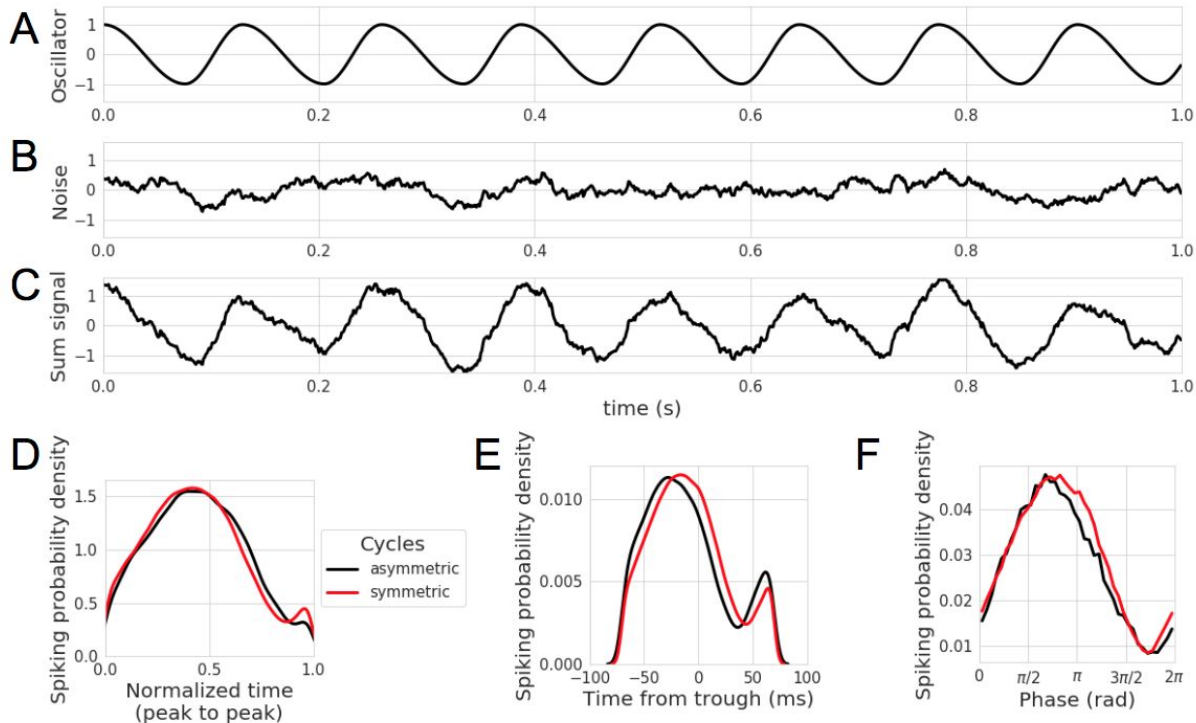 A
Oscillator
1
0
−1
0.0 0.2 0.4 0.6 0.8 1.0
B
Noise
1
0
−1
0.0 0.2 0.4 0.6 0.8 1.0
C
Sum signal
1
0
−1
0.0 0.2 0.4 0.6 0.8 1.0
time (s)
D
Spiking probability density
1.5
1.0
0.5
0.0
0.0 0.5 1.0
Normalized time
(peak to peak)
Cycles
asymmetric
symmetric
E
Spiking probability density
0.010
0.005
0.000
−100 −50 0 50 100
Time from trough (ms)
F
Spiking probability density
0.04
0.03
0.02
0.01
0 π/2 π 3π/2 2π
Phase (rad)